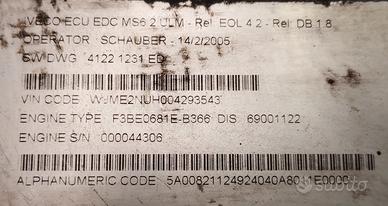 IVECO ECU EDC MS6.2 ULM - Rel. EOL 4.2 - Rel. DB 1.8
OPERATOR : SCHAUBER - 14/2/2005
SW DWG : 4122 1231 ED
VIN CODE : WJME2NUH004293543
ENGINE TYPE : F3BE0681E-B366 DIS : 69001122
ENGINE S/N : 000044306
ALPHANUMERIC CODE :
subito